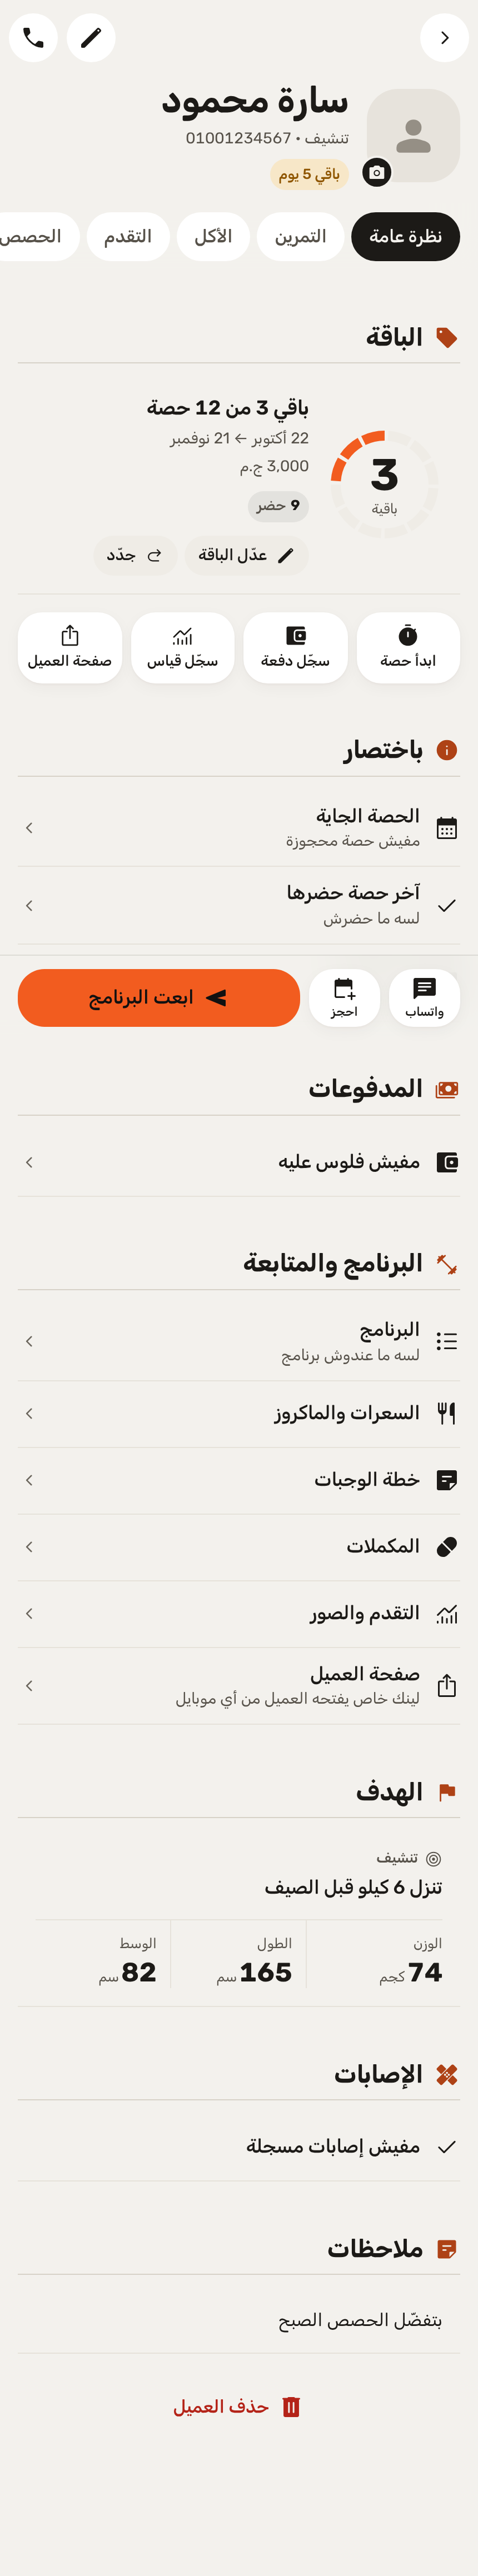 سارة محمود
تنشيف • 01001234567
باقي 5 يوم
نظرة عامة
التمرين
الأكل
التقدم
الحصص
الباقة
3
باقية
باقي 3 من 12 حصة
22 أكتوبر ← 21 نوفمبر
3,000 ج.م
9 حضر
عدّل الباقة
جدّد
ابدأ حصة
سجّل دفعة
سجّل قياس
صفحة العميل
باختصار
الحصة الجاية
مفيش حصة محجوزة
آخر حصة حضرها
لسه ما حضرش
واتساب
احجز
ابعت البرنامج
المدفوعات
مفيش فلوس عليه
البرنامج والمتابعة
البرنامج
لسه ما عندوش برنامج
السعرات والماكروز
خطة الوجبات
المكملات
التقدم والصور
صفحة العميل
لينك خاص يفتحه العميل من أي موبايل
الهدف
تنشيف
تنزل 6 كيلو قبل الصيف
الوزن
74 كجم
الطول
165 سم
الوسط
82 سم
الإصابات
مفيش إصابات مسجلة
ملاحظات
بتفضّل الحصص الصبح
حذف العميل